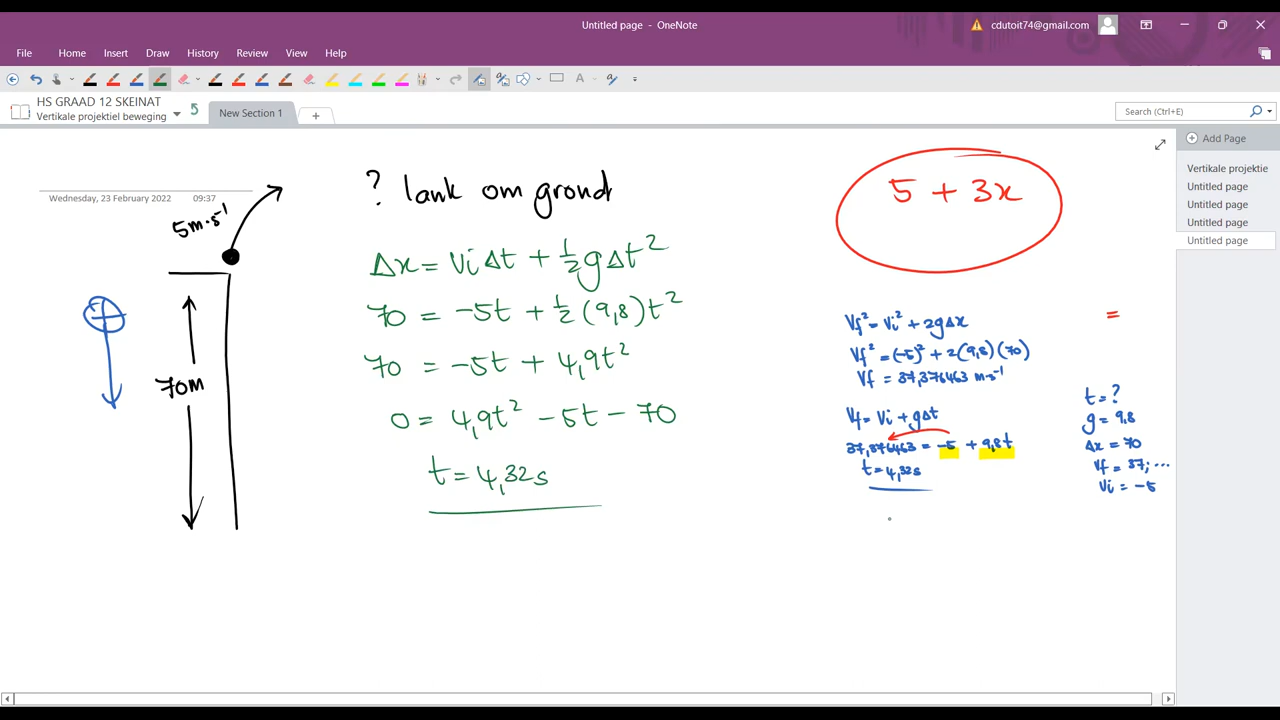 Untitled page - OneNote
cdutoit74@gmail.com
File Home Insert Draw History Review View Help
HS GRAAD 12 SKEINAT
Vertikale projektiel beweging
5
New Section 1
+
Search (Ctrl+E)
Add Page
Vertikale projektie
Untitled page
Untitled page
Untitled page
Untitled page
Wednesday, 23 February 2022 09:37
5m·s⁻¹
70m
+
? lank om grond
Δx = ViΔt + ½gΔt²
70 = -5t + ½(9,8)t²
70 = -5t + 4,9t²
0 = 4,9t² - 5t - 70
t = 4,32s
5 + 3x
=
Vf² = Vi² + 2gΔx
Vf² = (-5)² + 2(9,8)(70)
Vf = 37,376463 m·s⁻¹
Vf = Vi + gΔt
37,376463 = -5 + 9,8t
t = 4,32s
t = ?
g = 9,8
Δx = 70
Vf = 37,...
Vi = -5